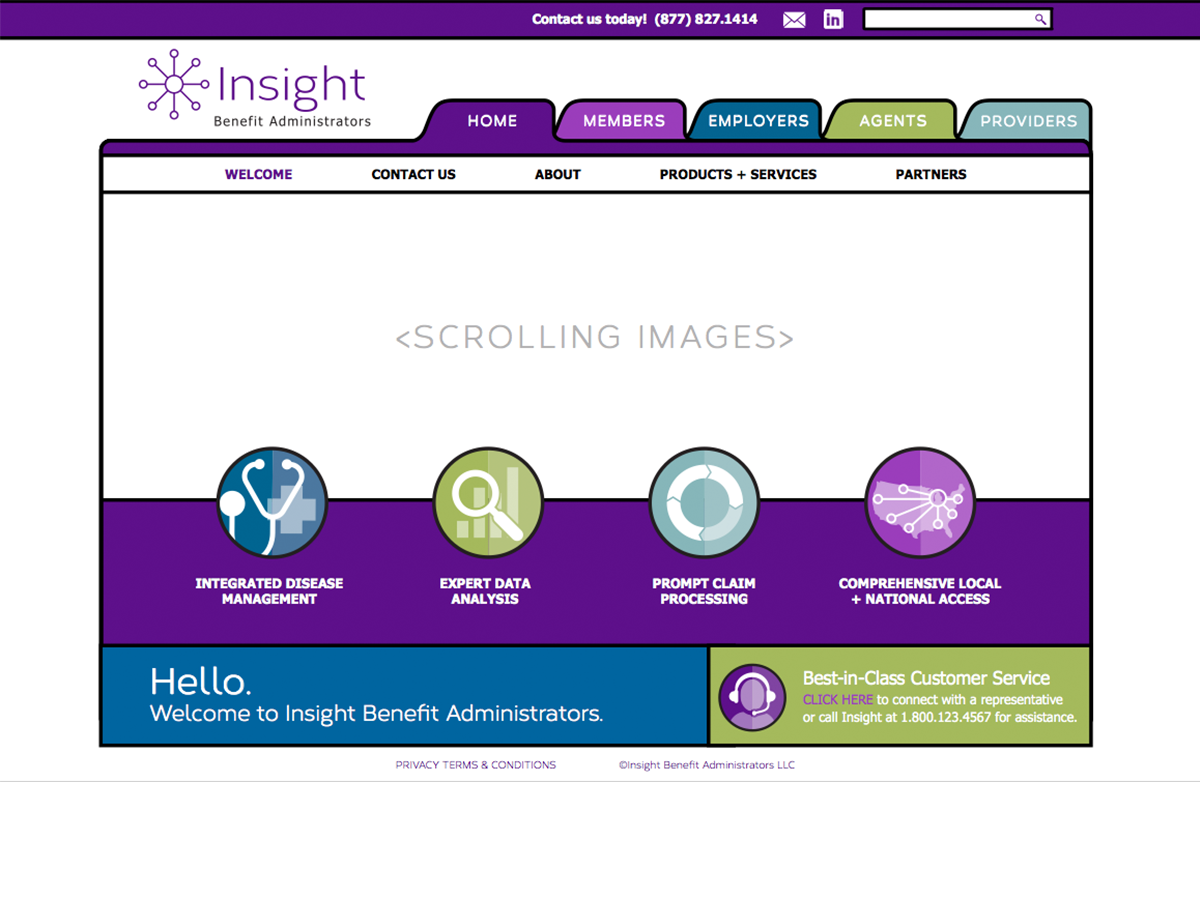 Contact us today! (877) 827.1414
in
Insight
Benefit Administrators
HOME MEMBERS EMPLOYERS AGENTS PROVIDERS
WELCOME CONTACT US ABOUT PRODUCTS + SERVICES PARTNERS
<SCROLLING IMAGES>
INTEGRATED DISEASE
MANAGEMENT
EXPERT DATA
ANALYSIS
PROMPT CLAIM
PROCESSING
COMPREHENSIVE LOCAL
+ NATIONAL ACCESS
Hello.
Welcome to Insight Benefit Administrators.
Best-in-Class Customer Service
CLICK HERE to connect with a representative
or call Insight at 1.800.123.4567 for assistance.
PRIVACY TERMS & CONDITIONS ©Insight Benefit Administrators LLC